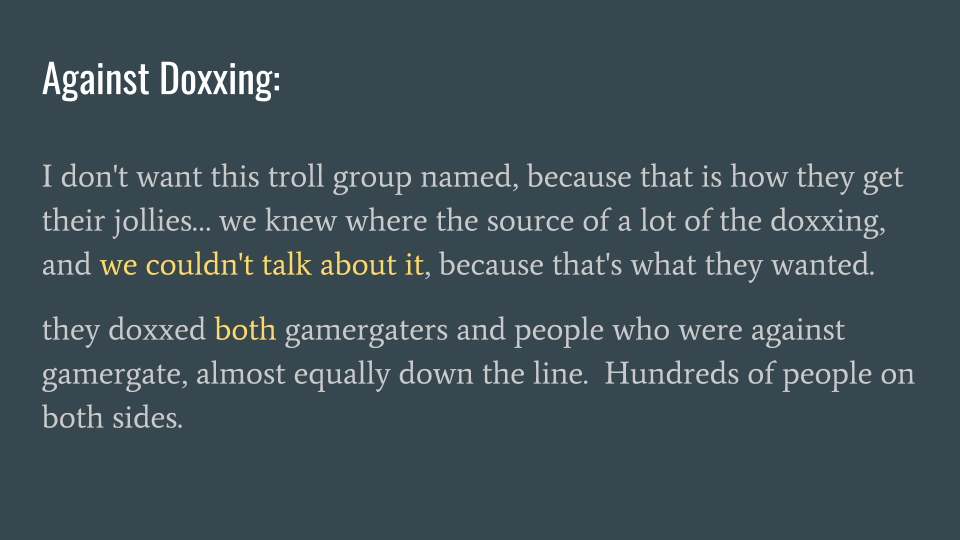 Against Doxxing:
I don't want this troll group named, because that is how they get
their jollies... we knew where the source of a lot of the doxxing,
and we couldn't talk about it, because that's what they wanted.
they doxxed both gamergaters and people who were against
gamergate, almost equally down the line.  Hundreds of people on
both sides.